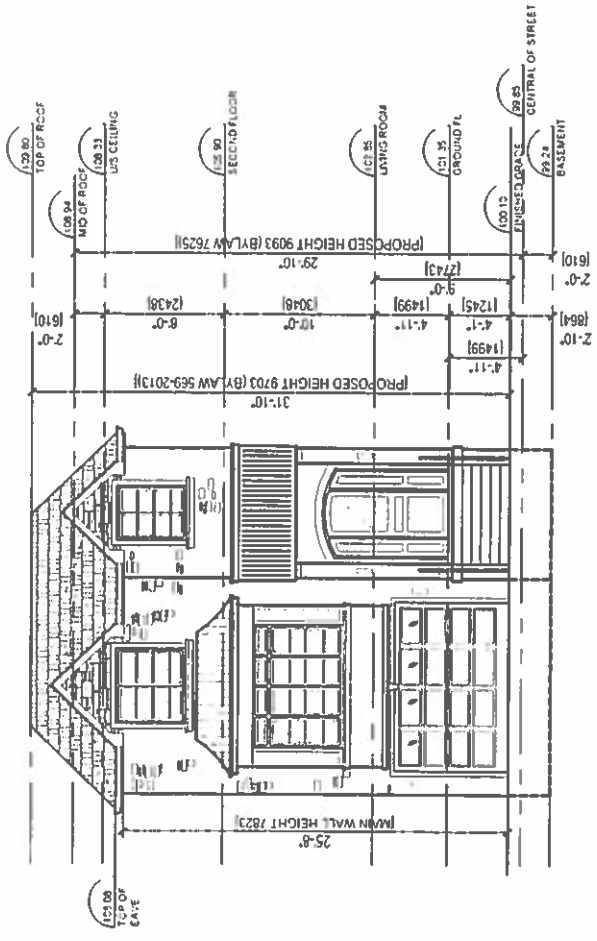 109.80
TOP OF ROOF
108.94
MID OF ROOF
108.33
U/S CEILING
105.90
SECOND FLOOR
102.85
LIVING ROOM
101.35
GROUND FL
100.10
FINISHED GRADE
99.85
CENTRAL OF STREET
99.24
BASEMENT
29'-10"
[PROPOSED HEIGHT 9093 (BYLAW 7625)]
2'-0"
[610]
9'-0"
[2743]
2'-0"
[610]
8'-0"
[2438]
10'-0"
[3048]
4'-11"
[1499]
4'-1"
[1245]
2'-10"
[864]
4'-11"
[1499]
31'-10"
[PROPOSED HEIGHT 9703 (BYLAW 569-2013)]
25'-8"
[MAIN WALL HEIGHT 7823]
TOP OF
EAVE